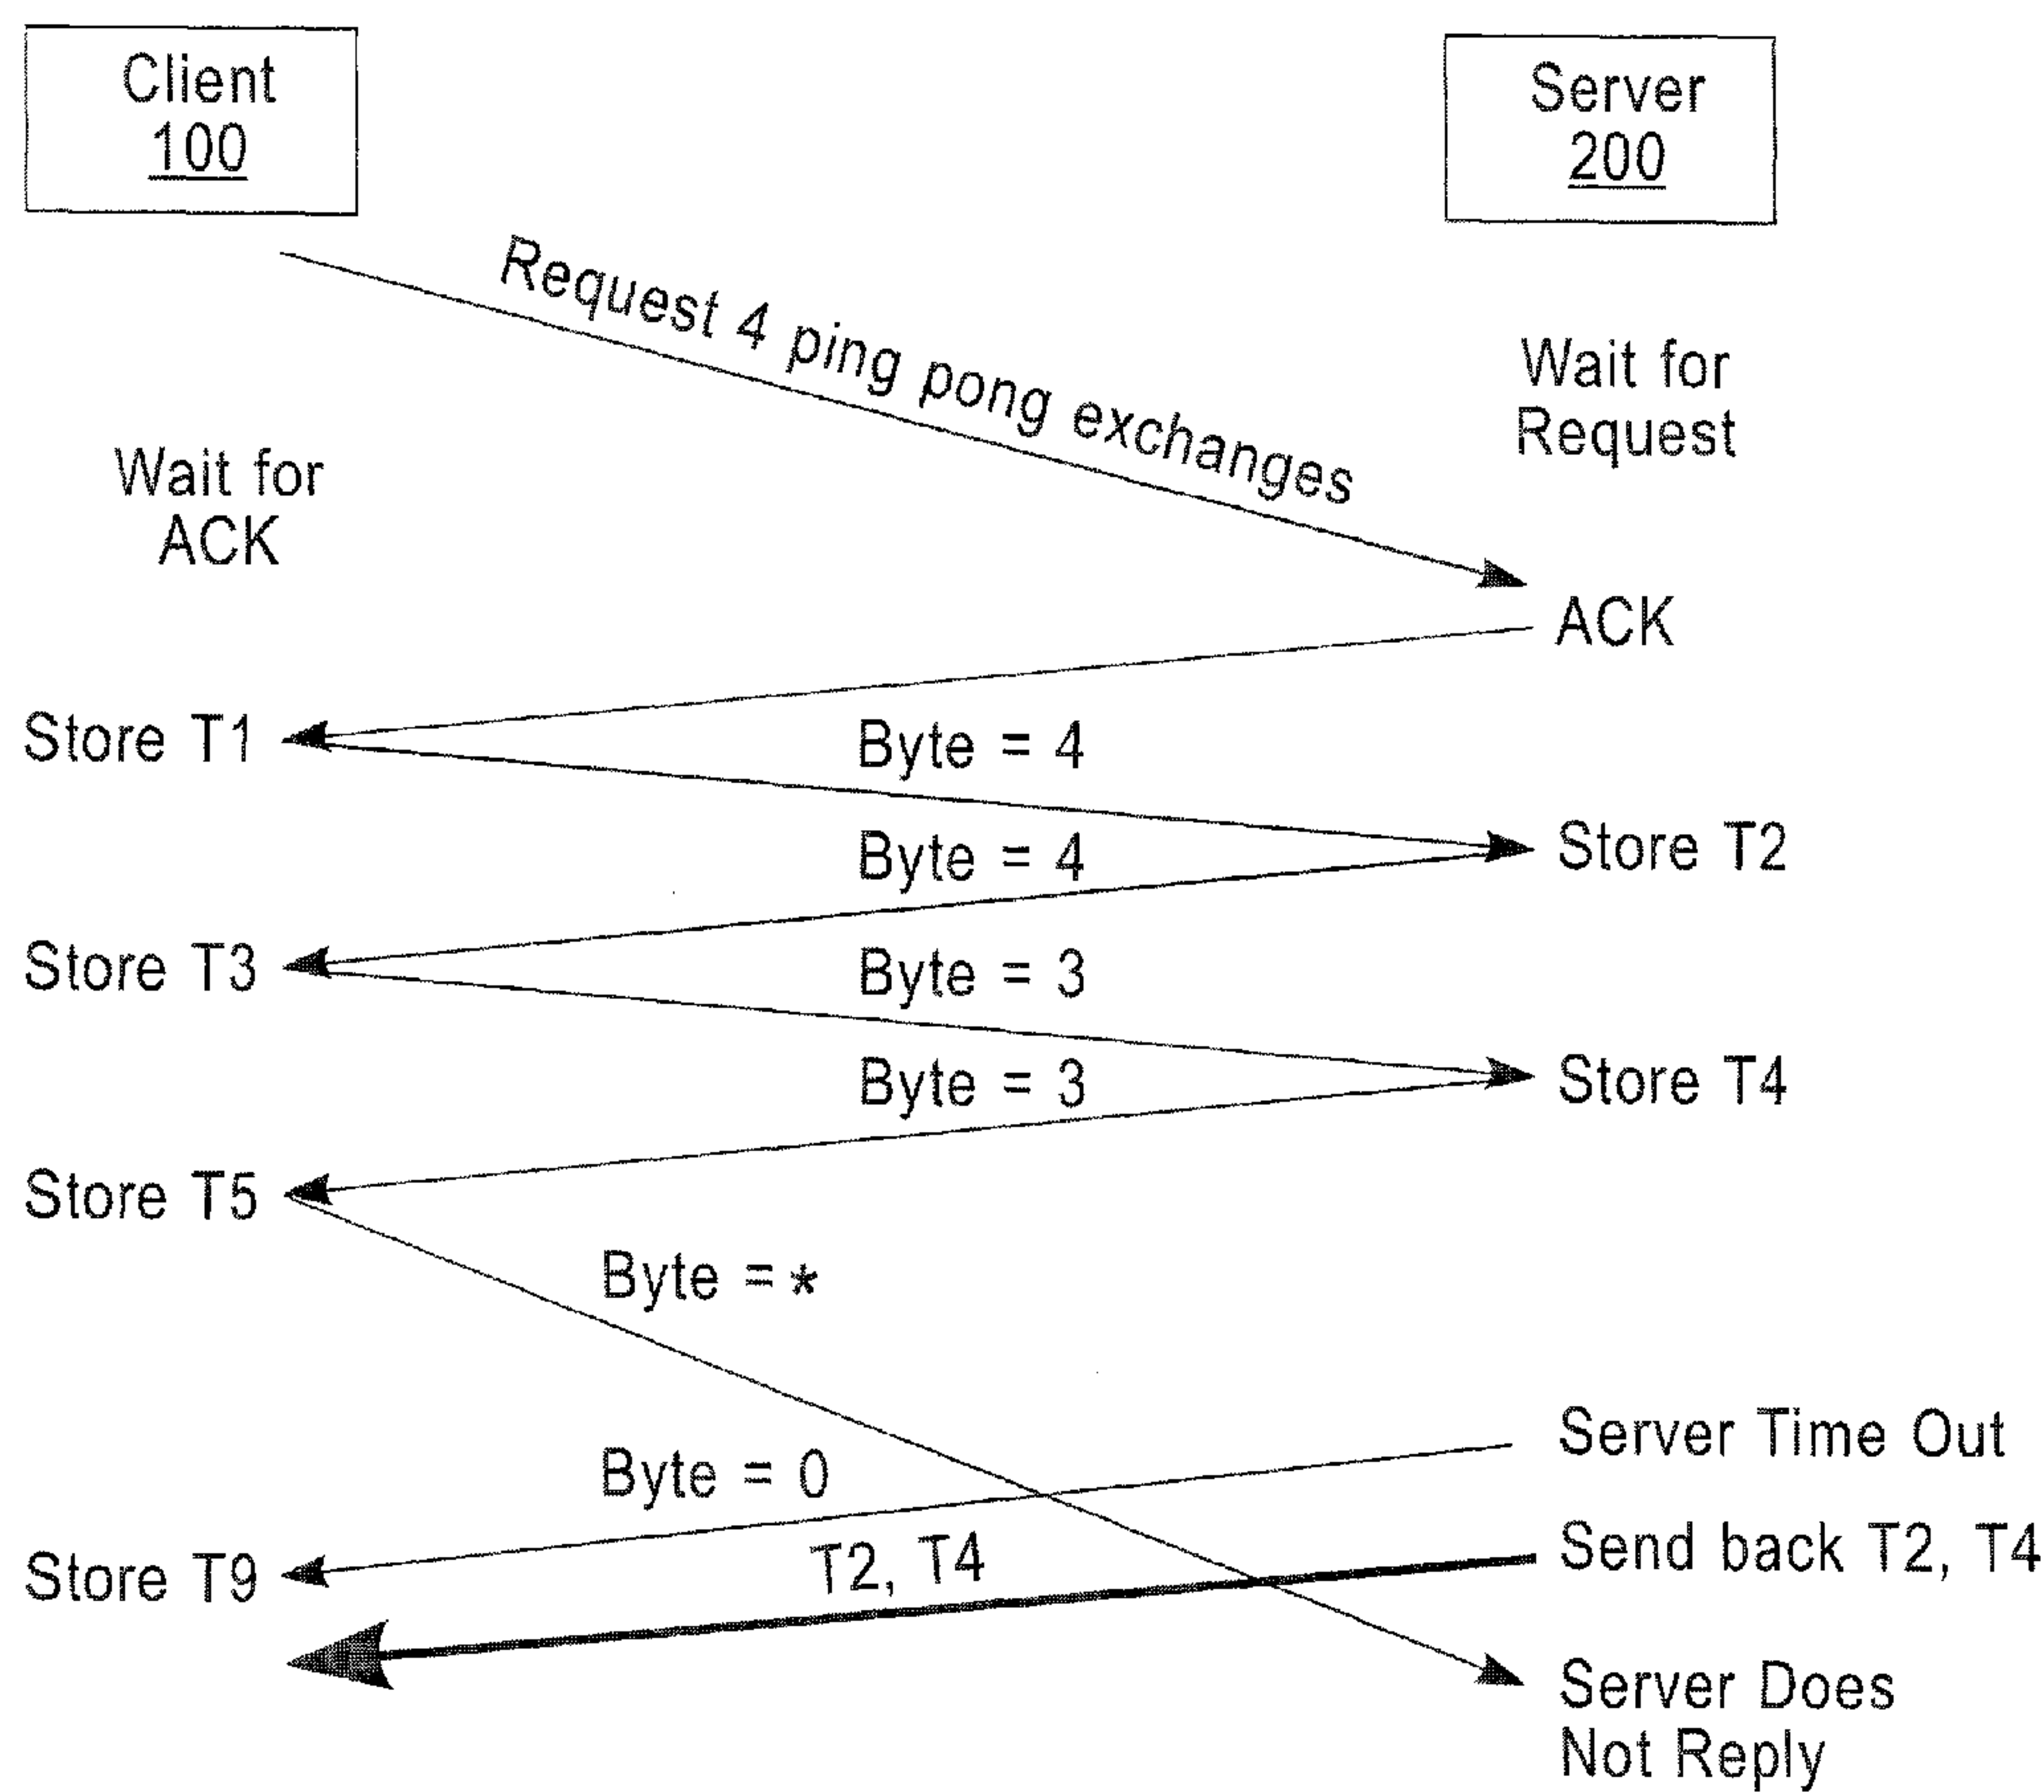 Client
100
Server
200
Request 4 ping pong exchanges
Wait for
Request
Wait for
ACK
ACK
Store T1
Byte = 4
Store T2
Byte = 4
Store T3
Byte = 3
Store T4
Byte = 3
Store T5
Byte = *
Server Time Out
Byte = 0
Send back T2, T4
Store T9
T2, T4
Server Does
Not Reply